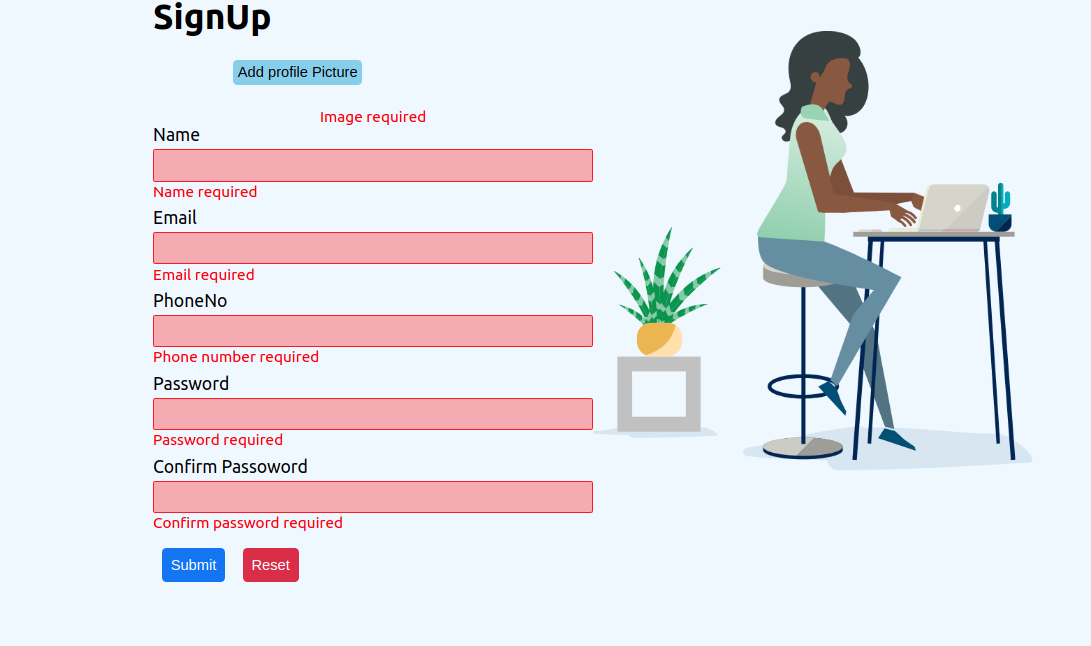 SignUp
Add profile Picture
Image required
Name
Name required
Email
Email required
PhoneNo
Phone number required
Password
Password required
Confirm Passoword
Confirm password required
Submit Reset